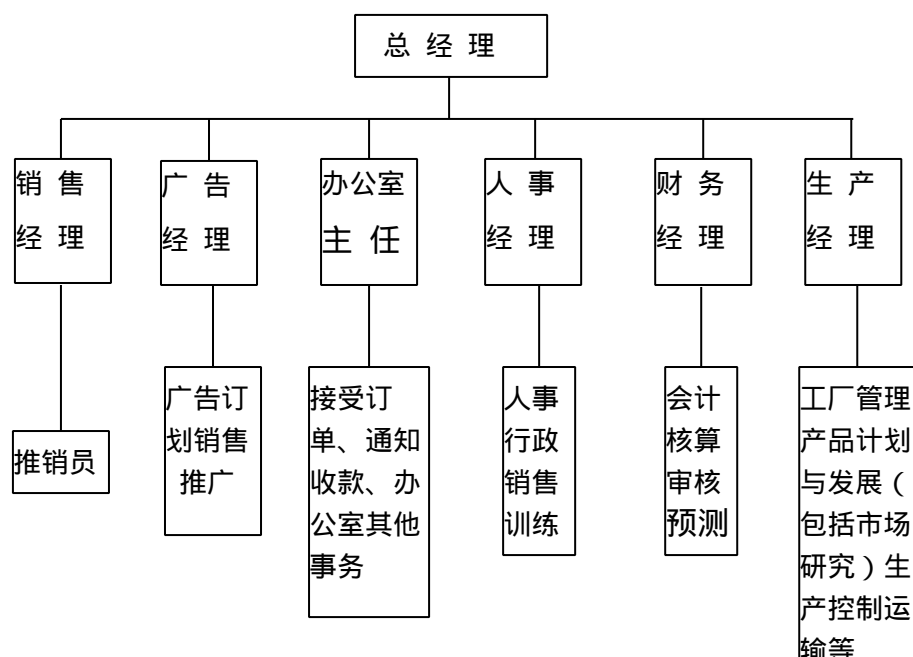 总 经 理
销 售
经 理
广 告
经 理
办公室
主 任
人 事
经 理
财 务
经 理
生 产
经 理
推销员
广告订
划销售
推广
接受订
单、通知
收款、办
公室其他
事务
人事
行政
销售
训练
会计
核算
审核
预测
工厂管理
产品计划
与发展（
包括市场
研究）生
产控制运
输等